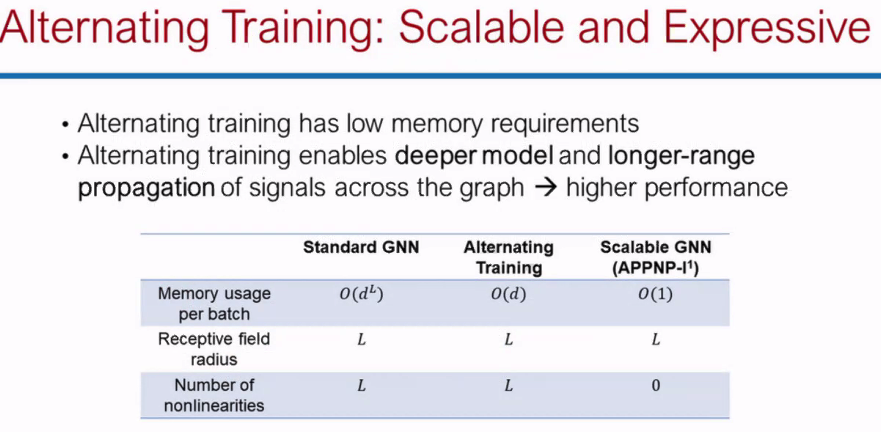 Alternating Training: Scalable and Expressive
• Alternating training has low memory requirements
• Alternating training enables deeper model and longer-range
propagation of signals across the graph → higher performance
Standard GNN Alternating Training Scalable GNN (APPNP-I¹)
Memory usage per batch O(d^L) O(d) O(1)
Receptive field radius L L L
Number of nonlinearities L L 0